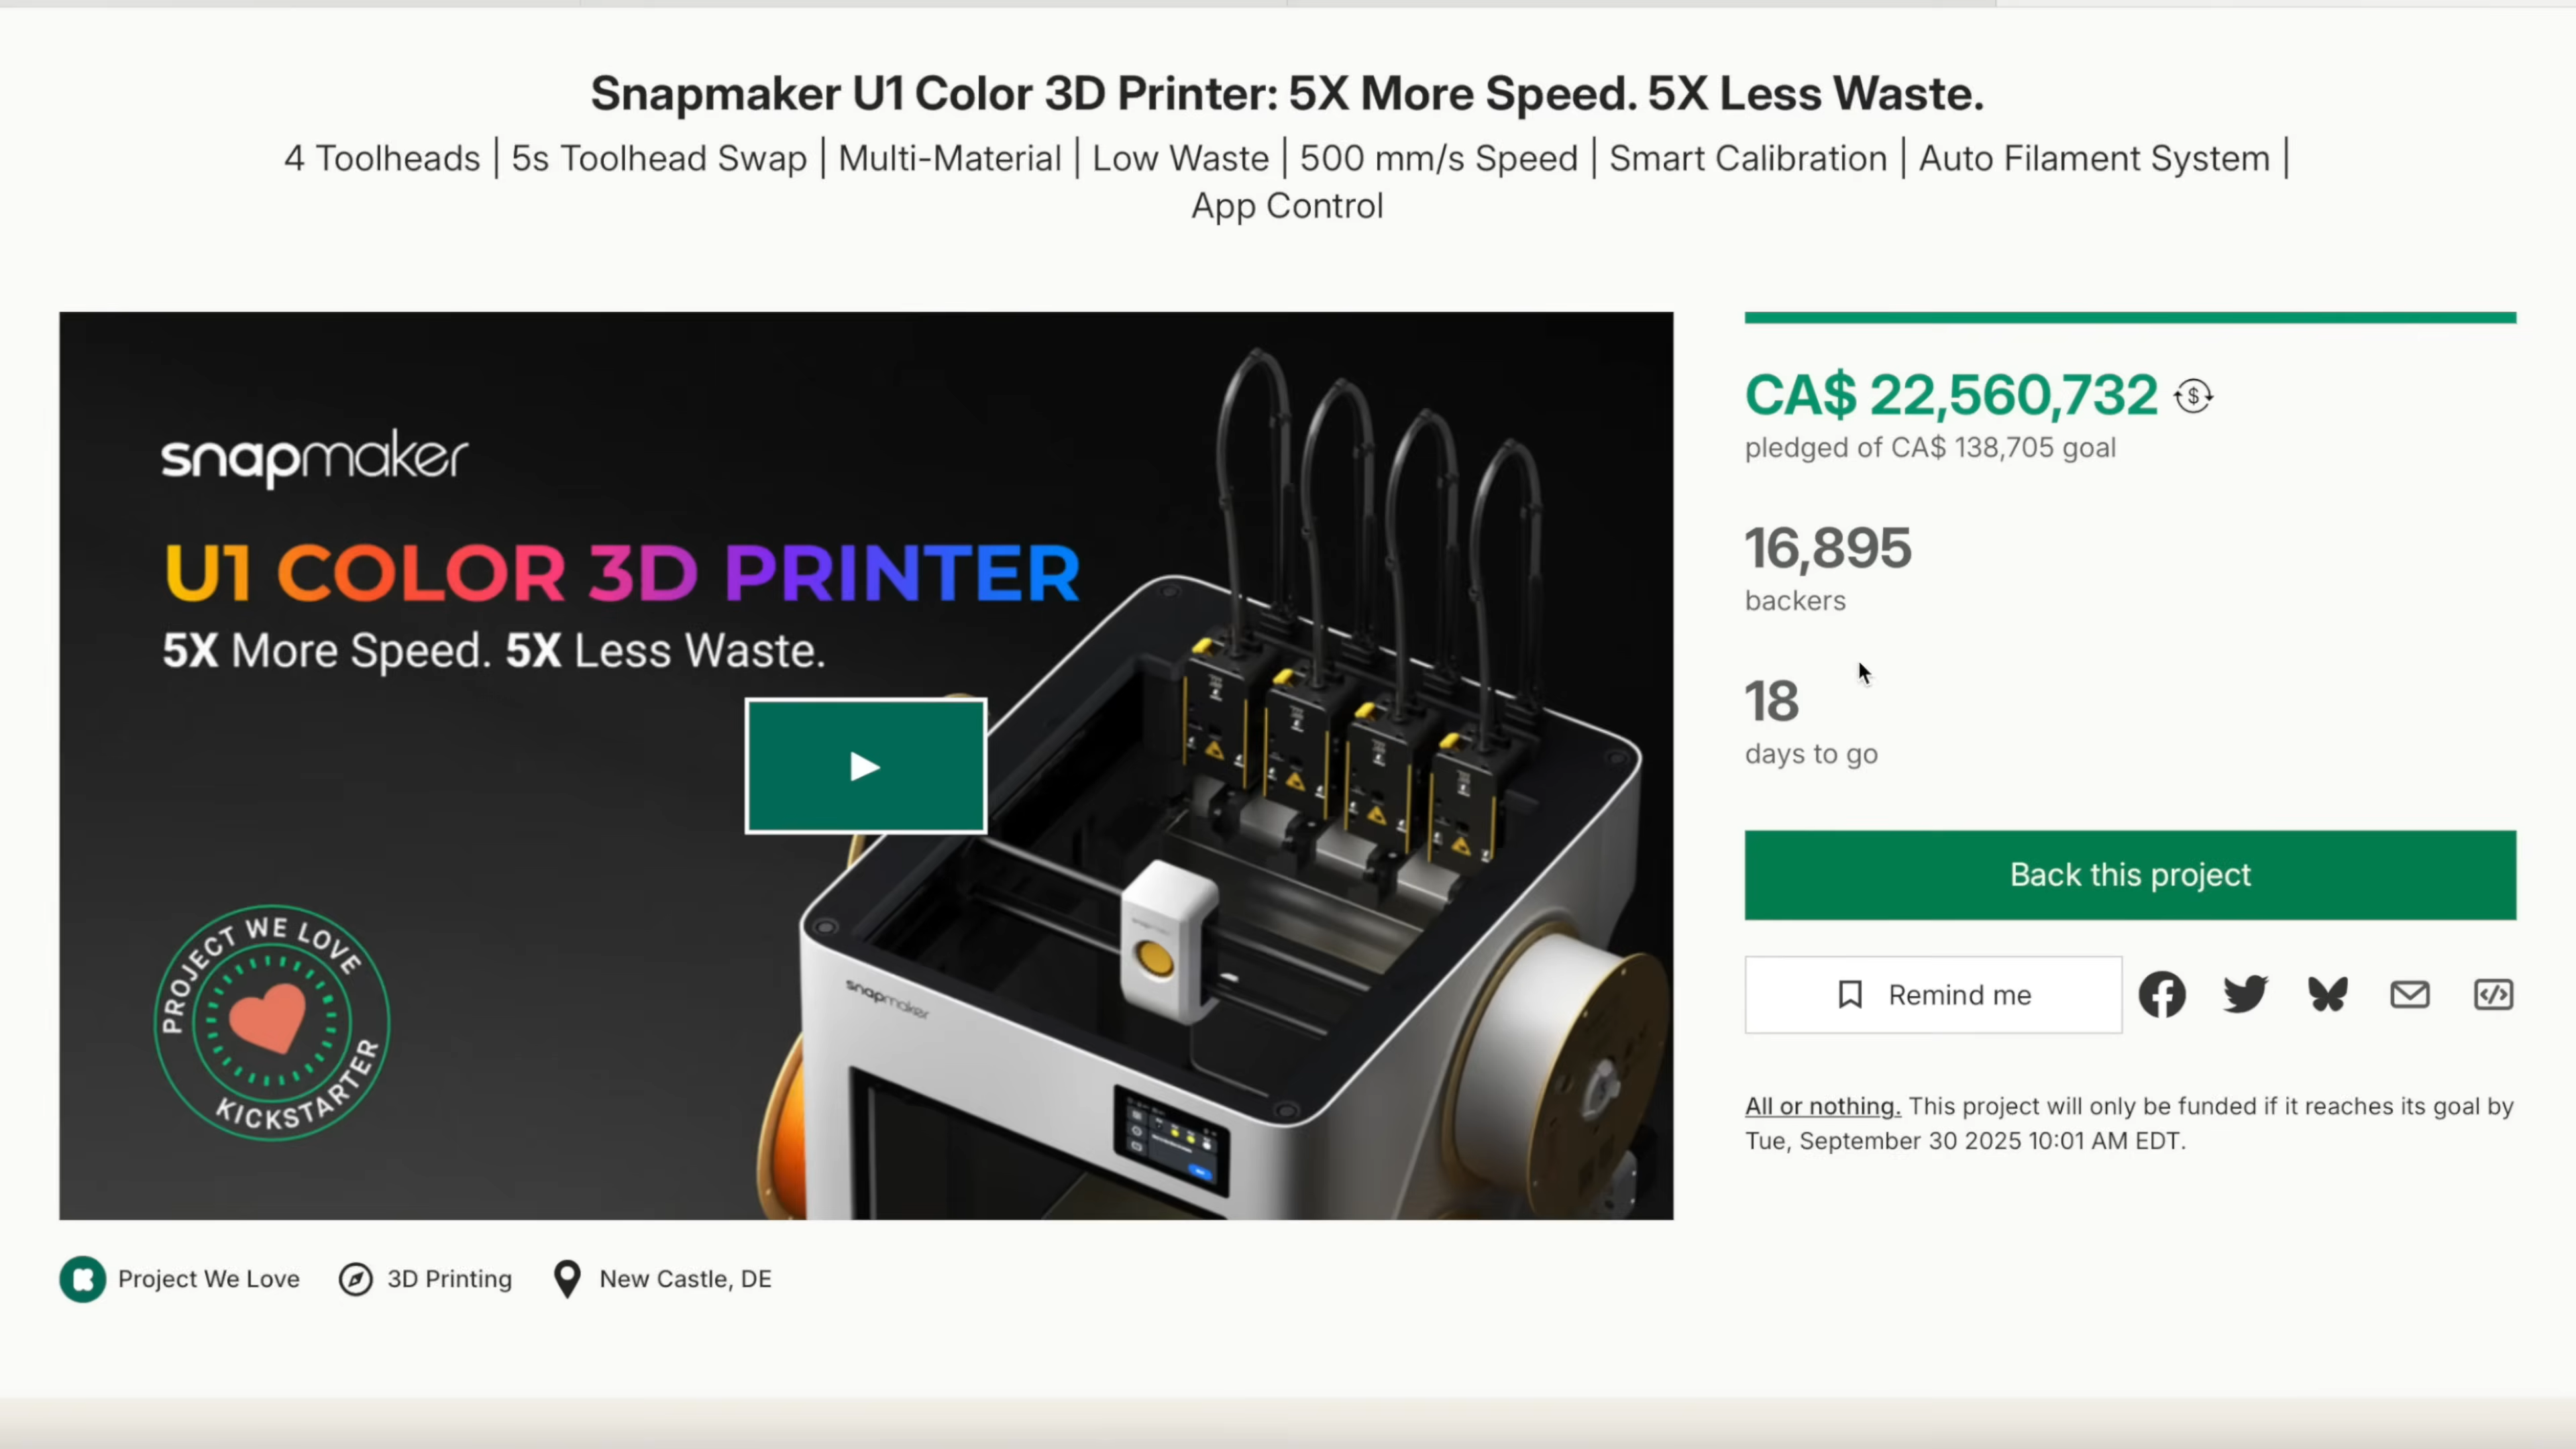 Snapmaker U1 Color 3D Printer: 5X More Speed. 5X Less Waste.
4 Toolheads | 5s Toolhead Swap | Multi-Material | Low Waste | 500 mm/s Speed | Smart Calibration | Auto Filament System |
App Control
snapmaker
U1 COLOR 3D PRINTER
5X More Speed. 5X Less Waste.
PROJECT WE LOVE
KICKSTARTER
snapmaker
CA$ 22,560,732
pledged of CA$ 138,705 goal
16,895
backers
18
days to go
Back this project
Remind me
All or nothing. This project will only be funded if it reaches its goal by
Tue, September 30 2025 10:01 AM EDT.
Project We Love
3D Printing
New Castle, DE